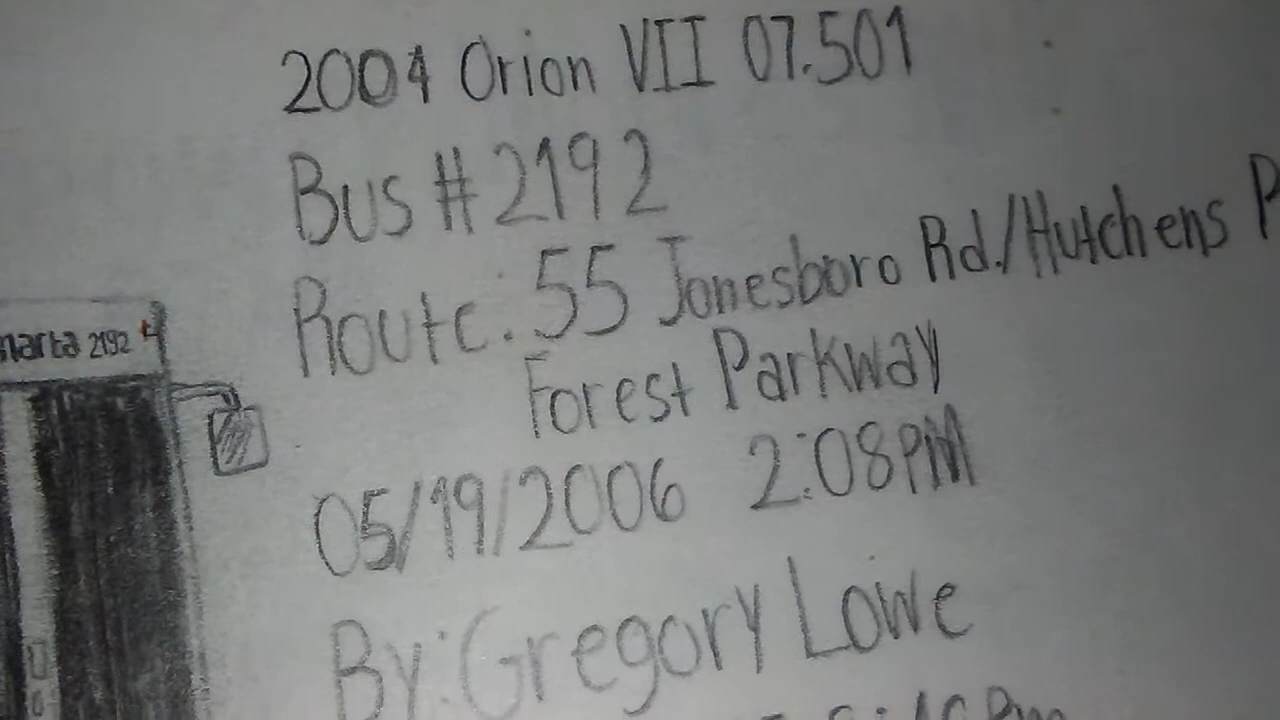 2004 Orion VII 07.501
Bus # 2192
Route: 55 Jonesboro Rd./Hutchens P
Forest Parkway
marta 2192
05/19/2006 2:08PM
By: Gregory Lowe